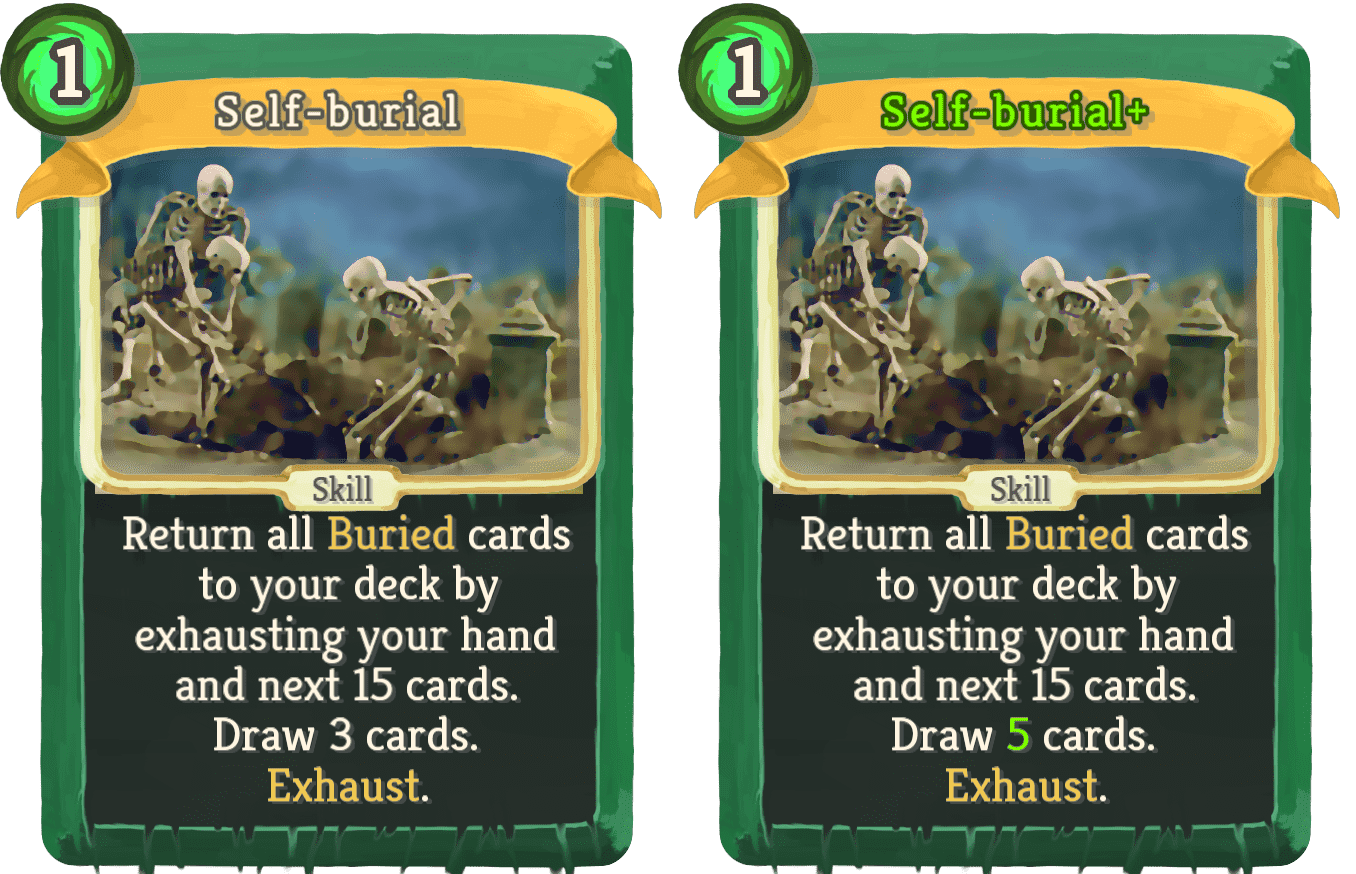 1
Self-burial
Skill
Return all Buried cards
to your deck by
exhausting your hand
and next 15 cards.
Draw 3 cards.
Exhaust.
1
Self-burial+
Skill
Return all Buried cards
to your deck by
exhausting your hand
and next 15 cards.
Draw 5 cards.
Exhaust.